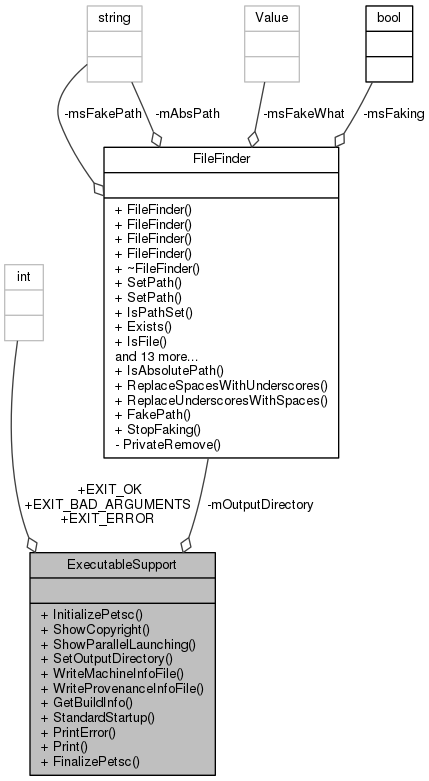 string
Value
bool
-msFakePath
-mAbsPath
-msFakeWhat
-msFaking
FileFinder
+ FileFinder()
+ FileFinder()
+ FileFinder()
+ FileFinder()
+ ~FileFinder()
+ SetPath()
+ SetPath()
+ IsPathSet()
+ Exists()
+ IsFile()
and 13 more...
+ IsAbsolutePath()
+ ReplaceSpacesWithUnderscores()
+ ReplaceUnderscoresWithSpaces()
+ FakePath()
+ StopFaking()
- PrivateRemove()
int
+EXIT_OK
+EXIT_BAD_ARGUMENTS
+EXIT_ERROR
-mOutputDirectory
ExecutableSupport
+ InitializePetsc()
+ ShowCopyright()
+ ShowParallelLaunching()
+ SetOutputDirectory()
+ WriteMachineInfoFile()
+ WriteProvenanceInfoFile()
+ GetBuildInfo()
+ StandardStartup()
+ PrintError()
+ Print()
+ FinalizePetsc()